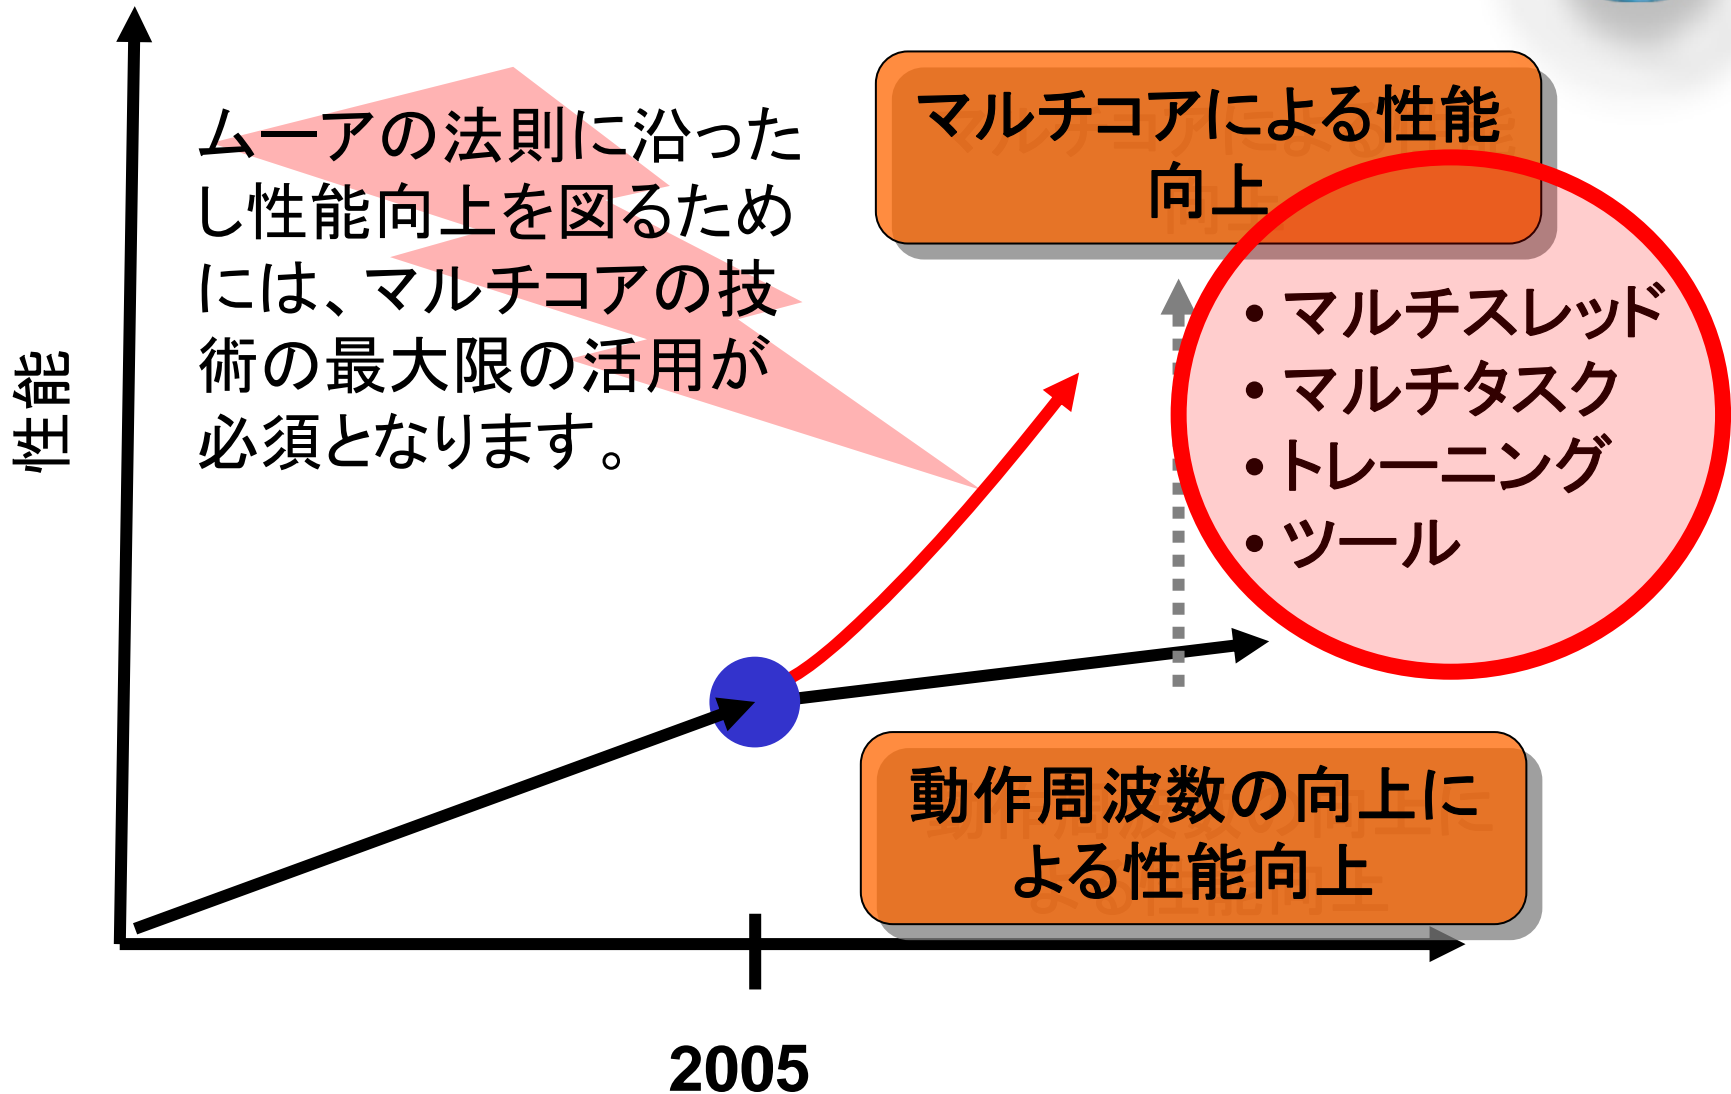 マルチコアによる性能
向上
ムーアの法則に沿った
し性能向上を図るため
には、マルチコアの技
術の最大限の活用が
必須となります。
• マルチスレッド
• マルチタスク
• トレーニング
• ツール
性能
動作周波数の向上に
よる性能向上
2005